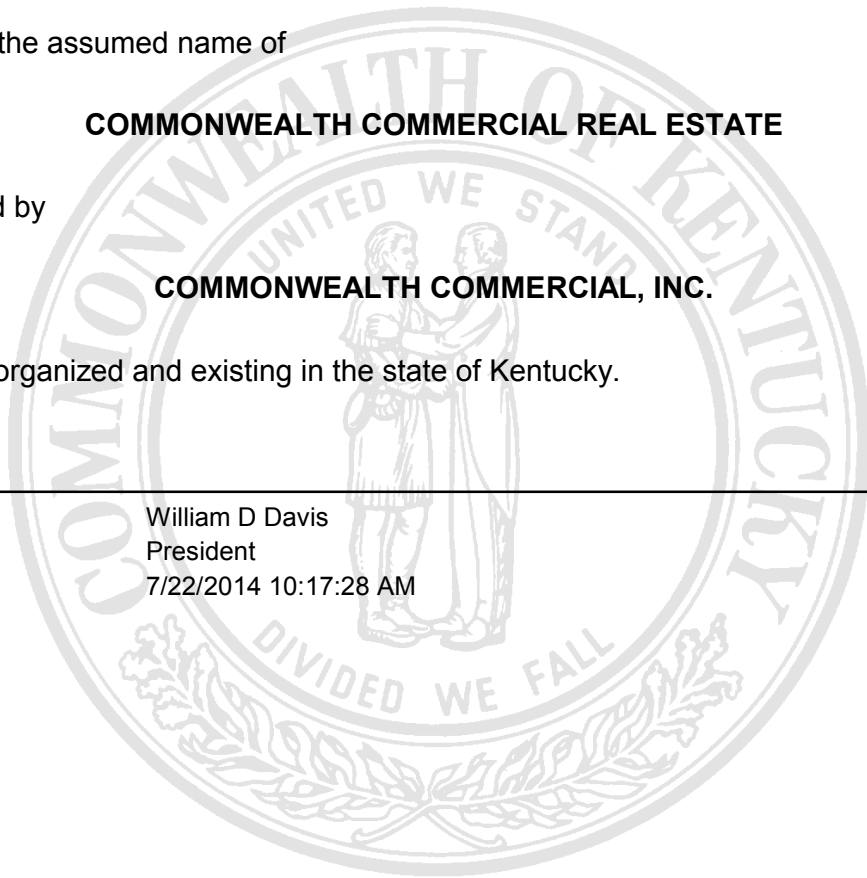 the assumed name of
COMMONWEALTH COMMERCIAL REAL ESTATE
d by
COMMONWEALTH COMMERCIAL, INC.
organized and existing in the state of Kentucky.
William D Davis
President
7/22/2014 10:17:28 AM
COMMONWEALTH OF KENTUCKY
UNITED WE STAND
DIVIDED WE FALL